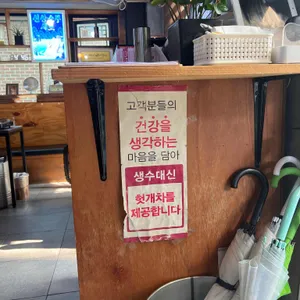 고객분들의
건강을
생각하는
마음을 담아
생수대신
헛개차를
제공합니다